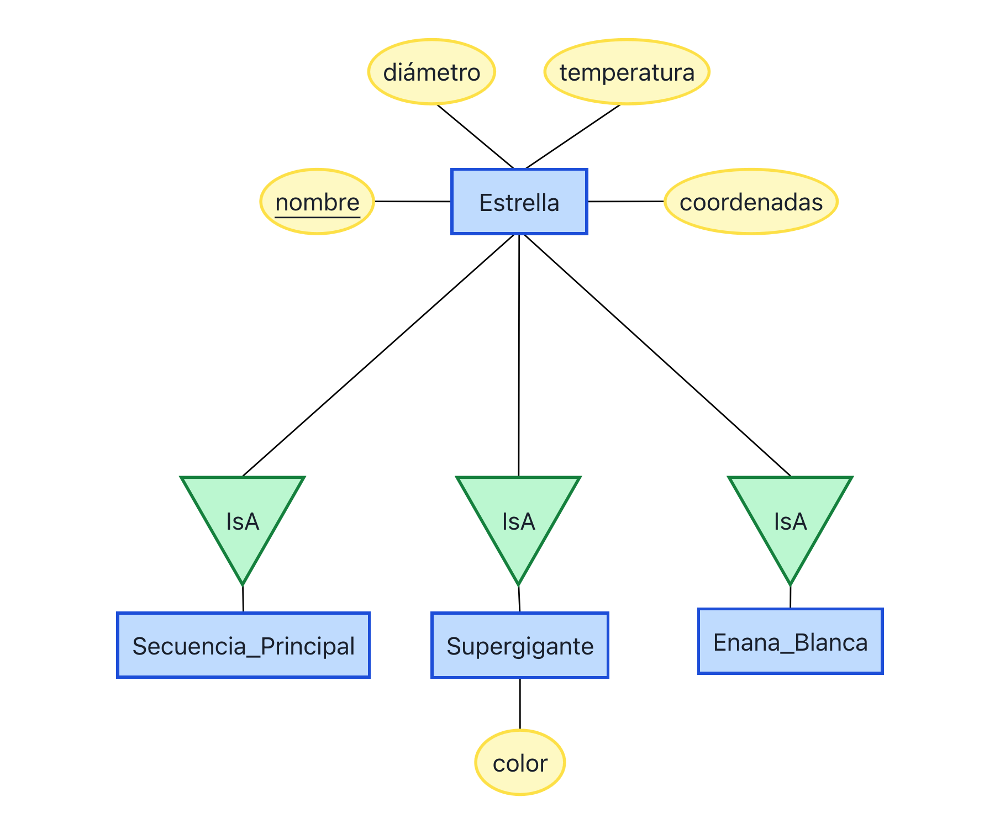 diámetro
temperatura
nombre
Estrella
coordenadas
IsA
IsA
IsA
Secuencia_Principal
Supergigante
Enana_Blanca
color